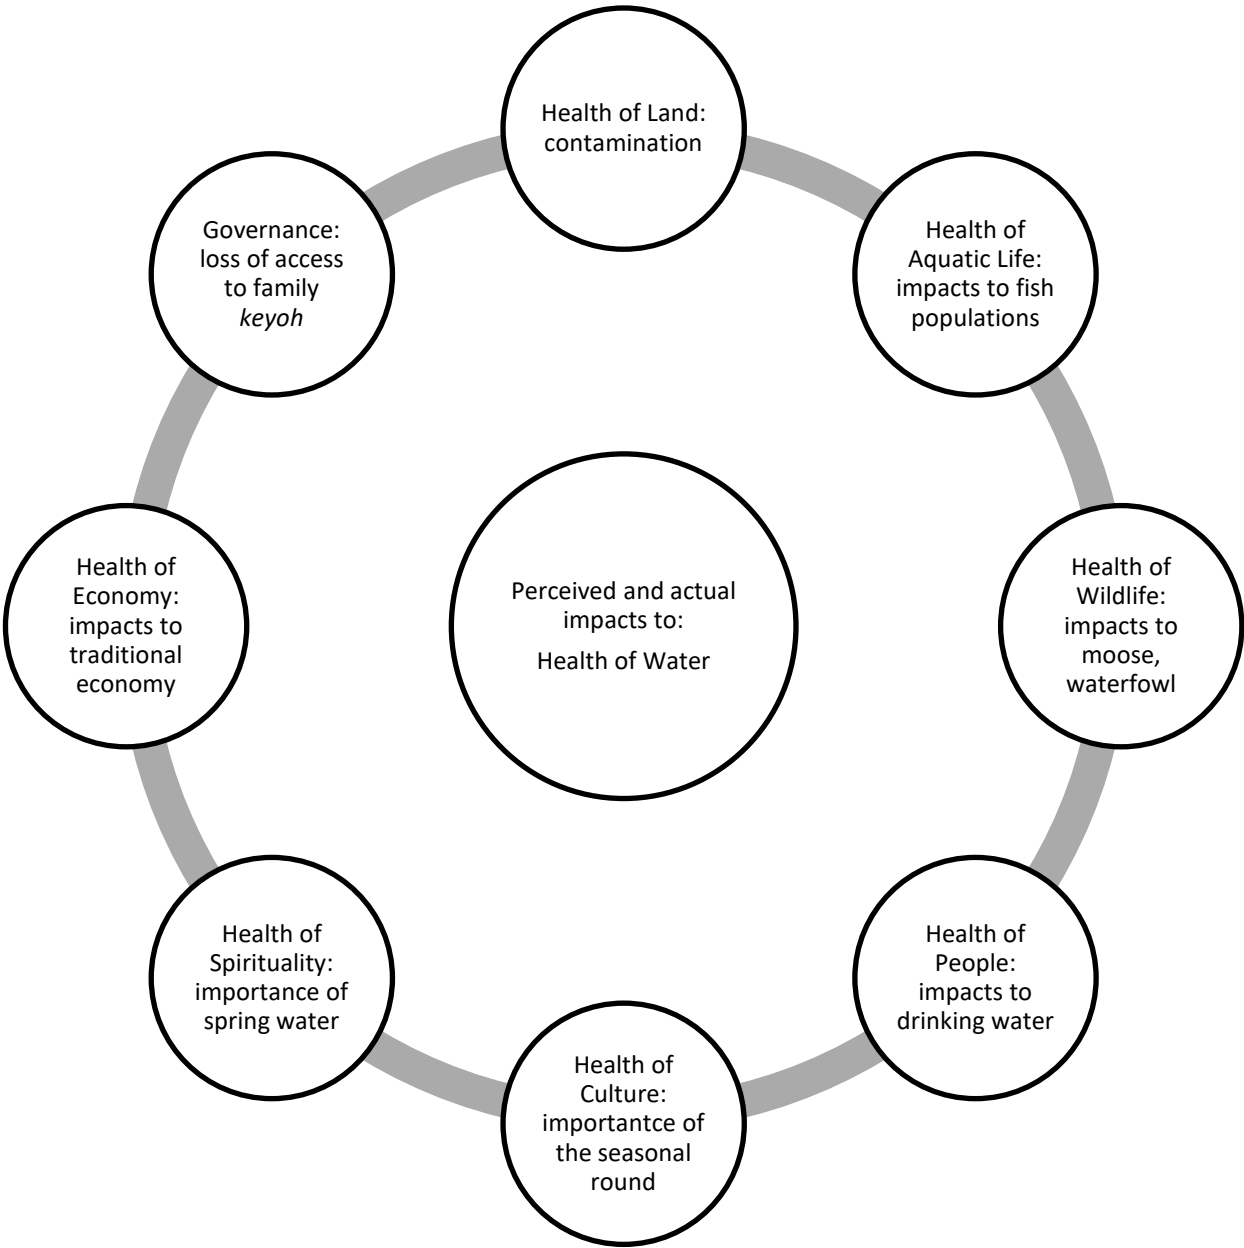 Health of Land:
contamination
Health of
Aquatic Life:
impacts to fish
populations
Health of
Wildlife:
impacts to
moose,
waterfowl
Health of
People:
impacts to
drinking water
Health of
Culture:
importantce of
the seasonal
round
Health of
Spirituality:
importance of
spring water
Health of
Economy:
impacts to
traditional
economy
Governance:
loss of access
to family
keyoh
Perceived and actual
impacts to:
Health of Water